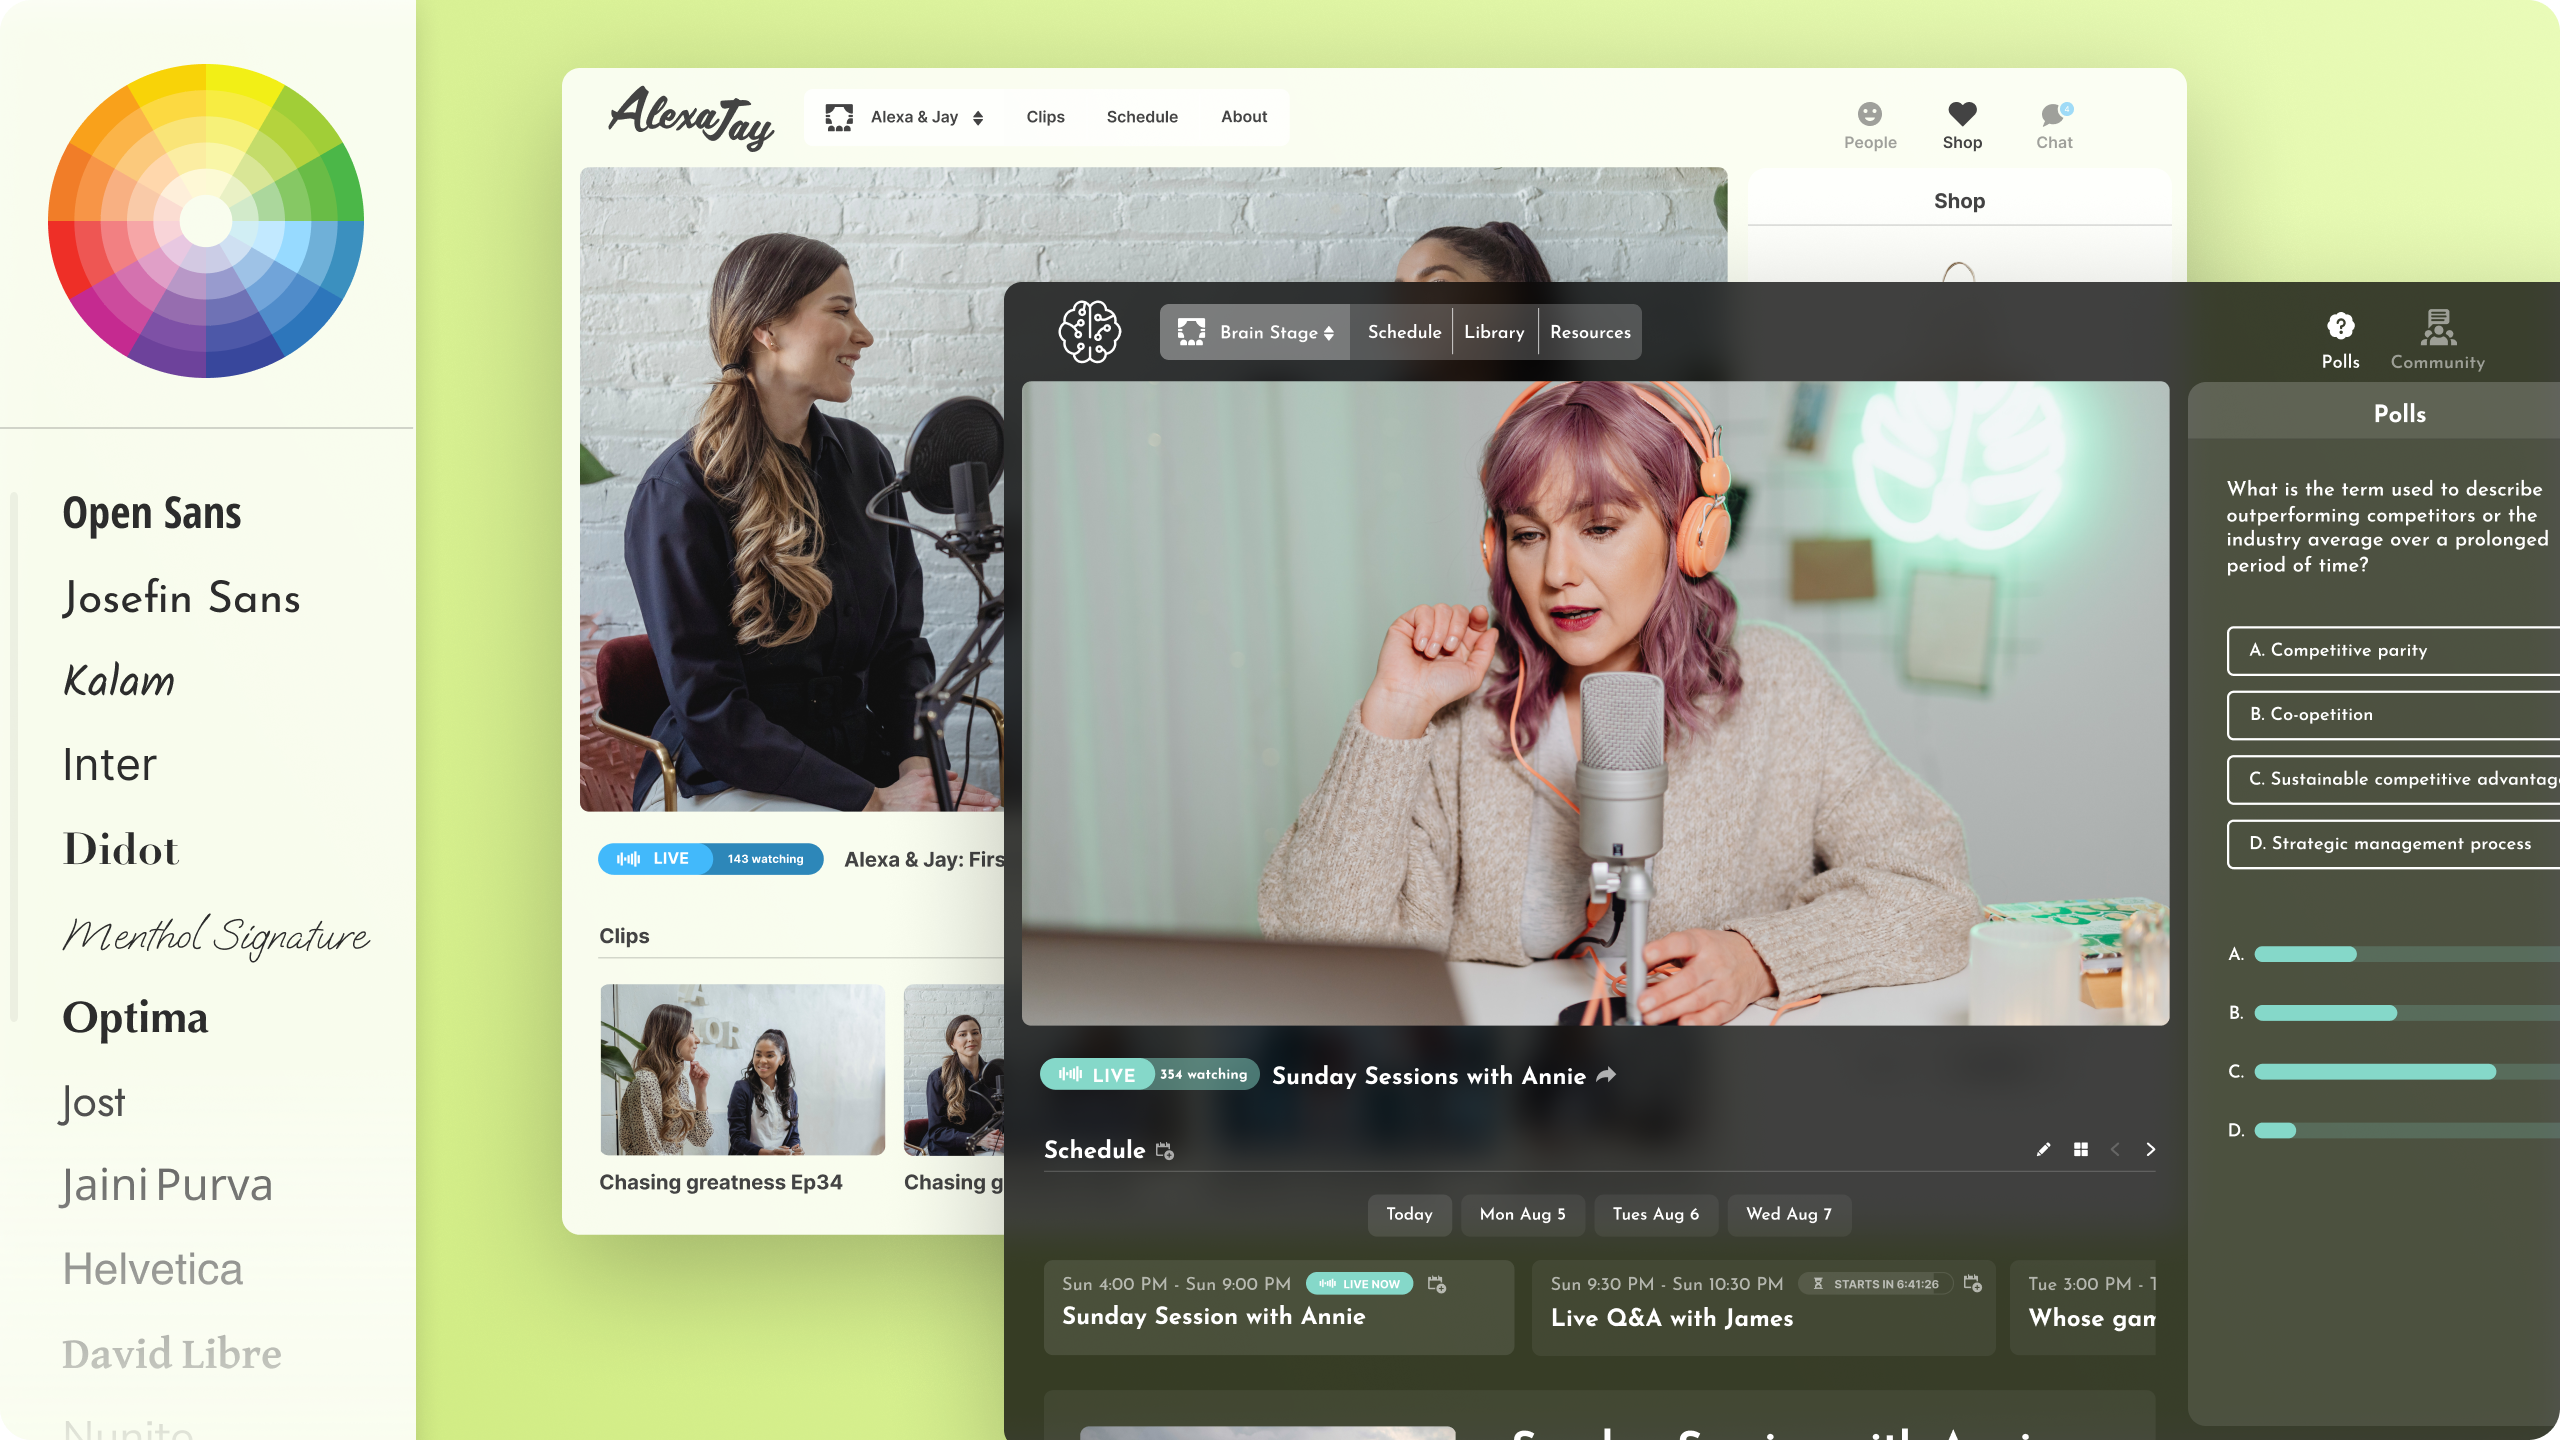 Open Sans
Josefin Sans
Kalam
Inter
Didot
Menthol Signature
Optima
Jost
Jaini Purva
Helvetica
David Libre
Nunito
AlexaJay
Alexa & Jay
Clips
Schedule
About
People
Shop
4
Chat
Shop
LIVE
143 watching
Alexa & Jay: Firs
Clips
Chasing greatness Ep34
Chasing g
Brain Stage
Schedule
Library
Resources
Polls
Community
LIVE
354 watching
Sunday Sessions with Annie
Schedule
Today
Mon Aug 5
Tues Aug 6
Wed Aug 7
Sun 4:00 PM - Sun 9:00 PM
LIVE NOW
Sunday Session with Annie
Sun 9:30 PM - Sun 10:30 PM
STARTS IN 6:41:26
Live Q&A with James
Tue 3:00 PM - T
Whose gam
Polls
What is the term used to describe
outperforming competitors or the
industry average over a prolonged
period of time?
A. Competitive parity
B. Co-opetition
C. Sustainable competitive advantag
D. Strategic management process
A.
B.
C.
D.